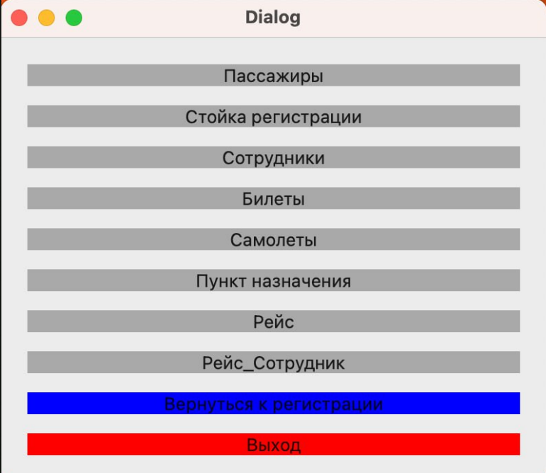 Dialog
Пассажиры
Стойка регистрации
Сотрудники
Билеты
Самолеты
Пункт назначения
Рейс
Рейс_Сотрудник
Вернуться к регистрации
Выход